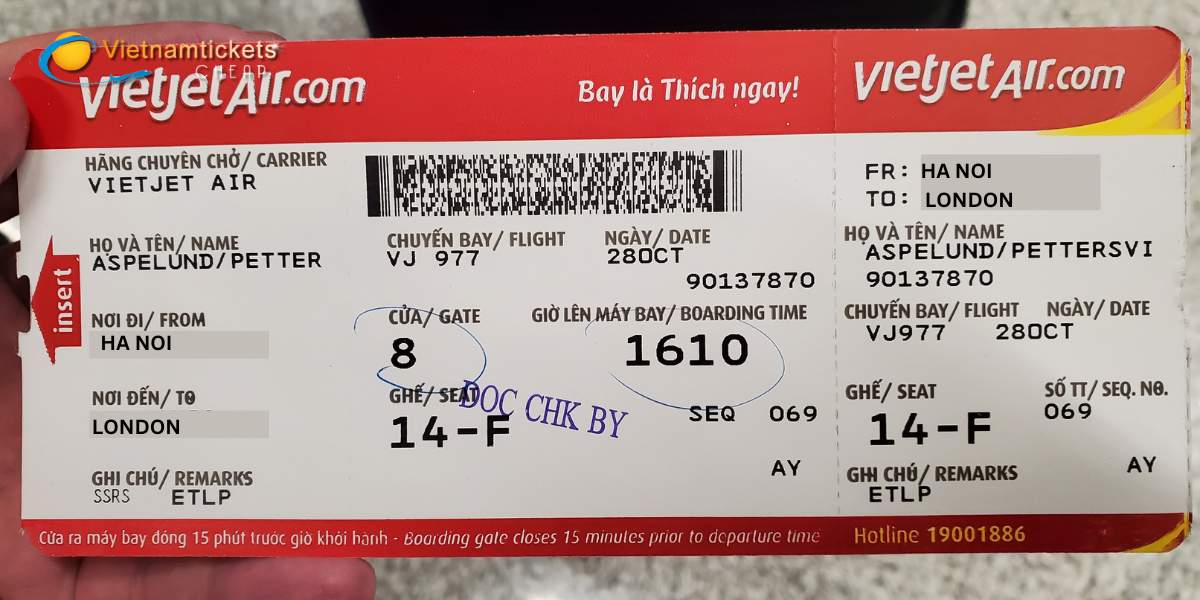 Vietnamtickets
CHEAP
vietjetAir.com
Bay là Thích ngay!
vietjetAir.com
HÃNG CHUYÊN CHỞ/ CARRIER
VIETJET AIR
FR: HA NOI
TO: LONDON
HỌ VÀ TÊN/ NAME
ASPELUND/PETTER
CHUYẾN BAY/ FLIGHT
VJ 977
NGÀY/ DATE
28OCT
90137870
HỌ VÀ TÊN/ NAME
ASPELUND/PETTERSVI
90137870
insert
NƠI ĐI/ FROM
HA NOI
CỬA/ GATE
8
GIỜ LÊN MÁY BAY/ BOARDING TIME
1610
CHUYẾN BAY/ FLIGHT
VJ977
NGÀY/ DATE
28OCT
NƠI ĐẾN/ TO
LONDON
GHẾ/ SEAT
14-F
DOC CHK BY
SEQ 069
GHẾ/ SEAT
14-F
SỐ TT/ SEQ. NO.
069
GHI CHÚ/ REMARKS
SSRS ETLP
AY
GHI CHÚ/ REMARKS
ETLP
AY
Cửa ra máy bay đóng 15 phút trước giờ khởi hành - Boarding gate closes 15 minutes prior to departure time
Hotline 19001886